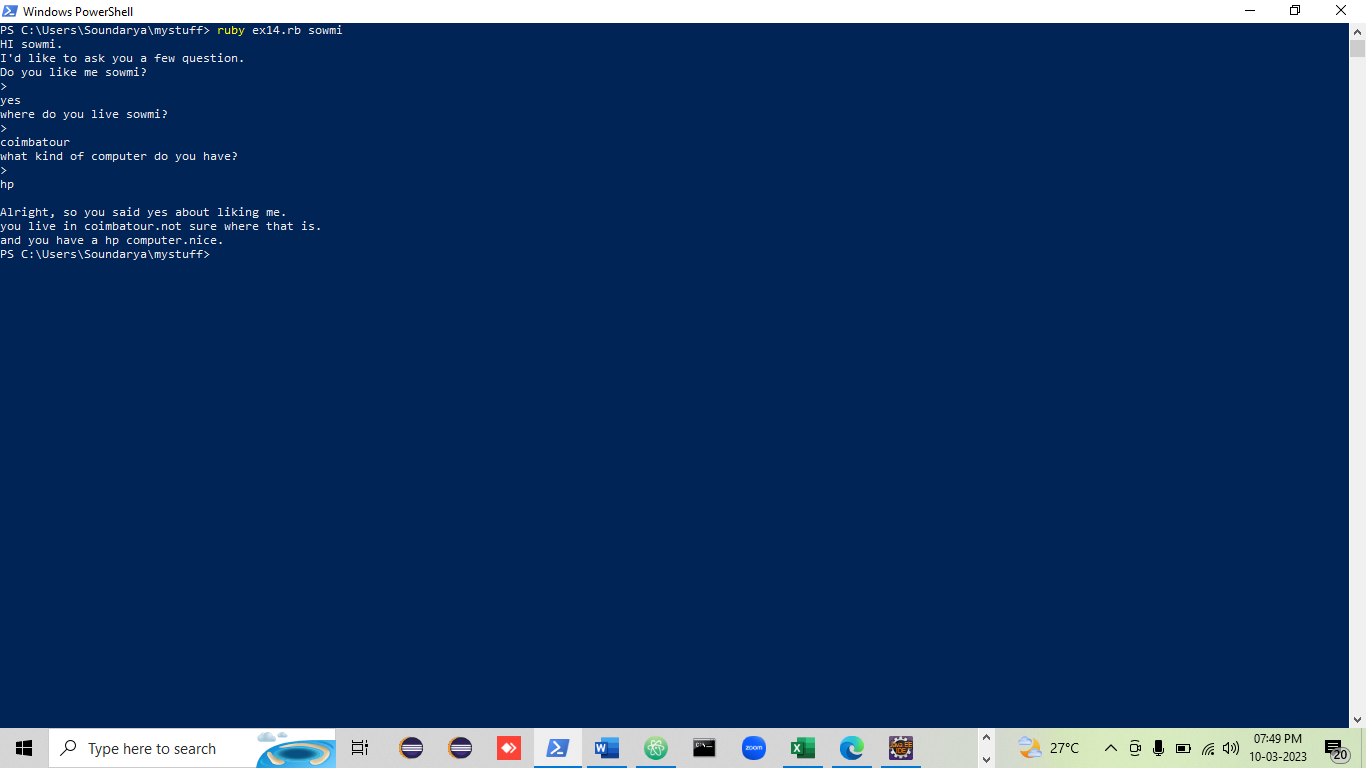 Windows PowerShell
PS C:\Users\Soundarya\mystuff> ruby ex14.rb sowmi
HI sowmi.
I'd like to ask you a few question.
Do you like me sowmi?
>
yes
where do you live sowmi?
>
coimbatour
what kind of computer do you have?
>
hp
Alright, so you said yes about liking me.
you live in coimbatour.not sure where that is.
and you have a hp computer.nice.
PS C:\Users\Soundarya\mystuff>
Type here to search
zoom
27°C
07:49 PM
10-03-2023
20